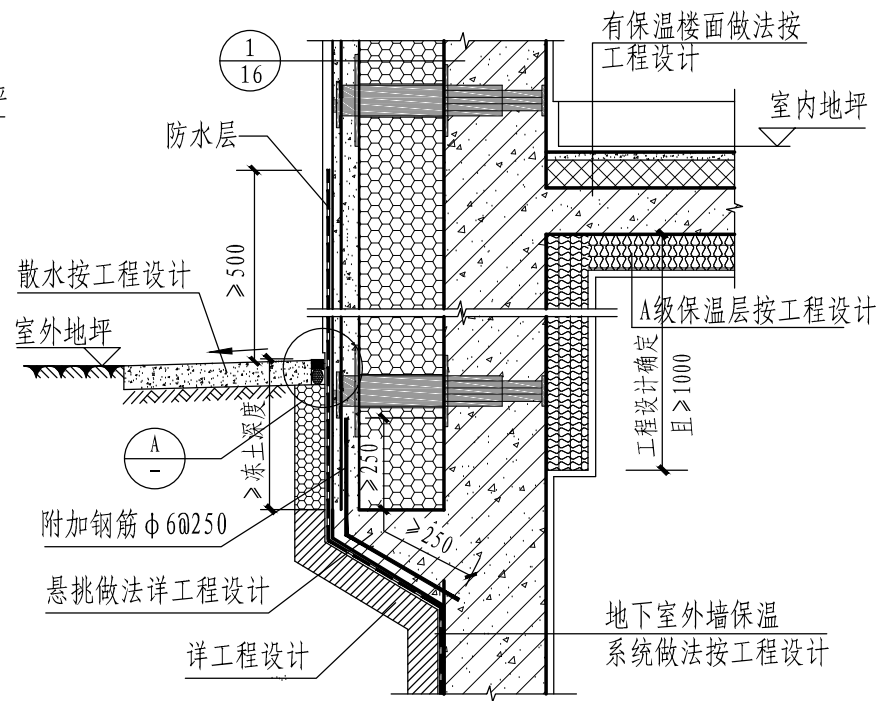 有保温楼面做法按
工程设计
1
16
坪
室内地坪
防水层
≥500
散水按工程设计
室外地坪
A级保温层按工程设计
工程设计确定
且≥1000
A
-
≥冻土深度
≥250
≥250
附加钢筋ϕ6@250
悬挑做法详工程设计
详工程设计
地下室外墙保温
系统做法按工程设计